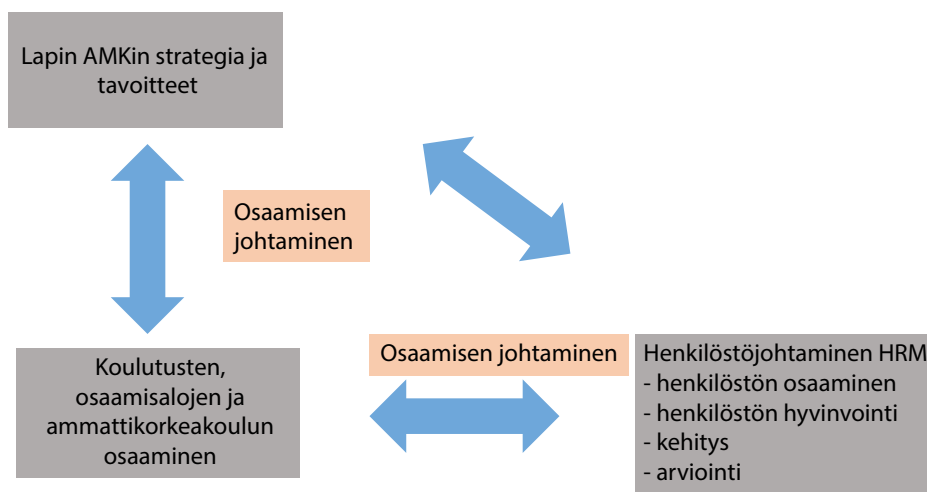 Lapin AMKin strategia ja
tavoitteet
Osaamisen
johtaminen
Koulutusten,
osaamisalojen ja
ammattikorkeakoulun
osaaminen
Osaamisen johtaminen
Henkilöstöjohtaminen HRM
- henkilöstön osaaminen
- henkilöstön hyvinvointi
- kehitys
- arviointi